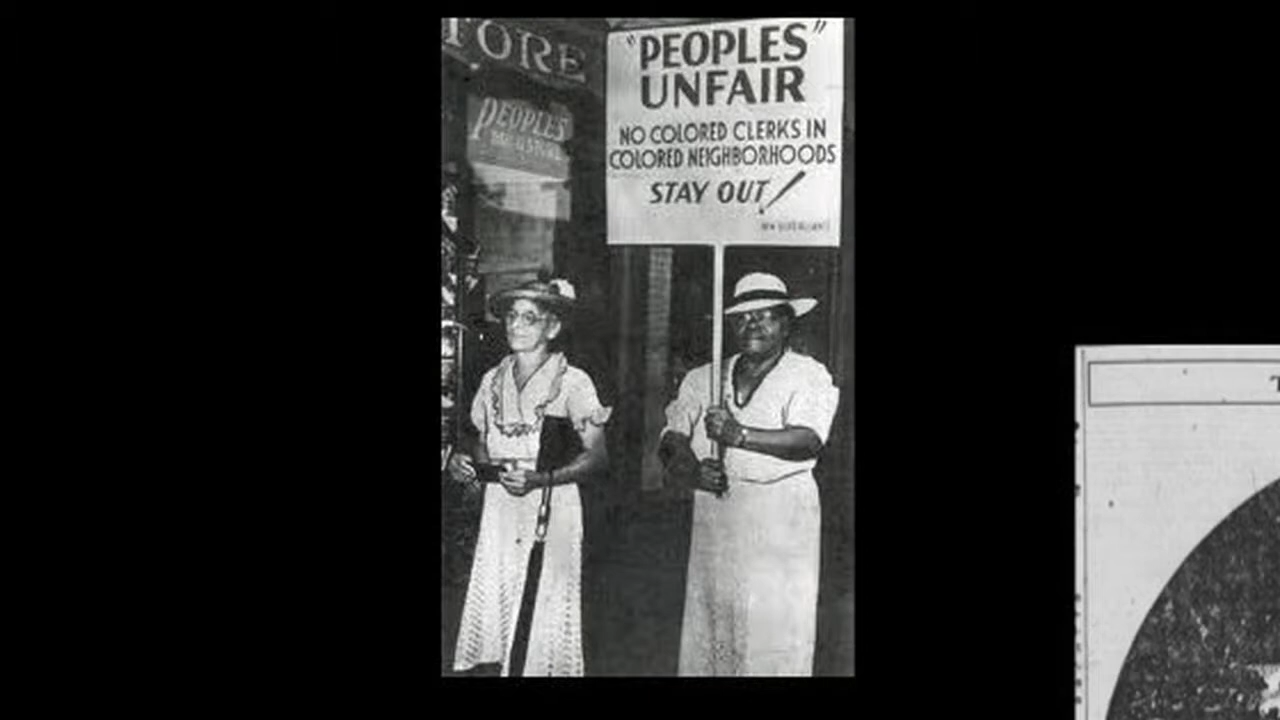 TORE
PEOPLES
"PEOPLES"
UNFAIR
NO COLORED CLERKS IN
COLORED NEIGHBORHOODS
STAY OUT!